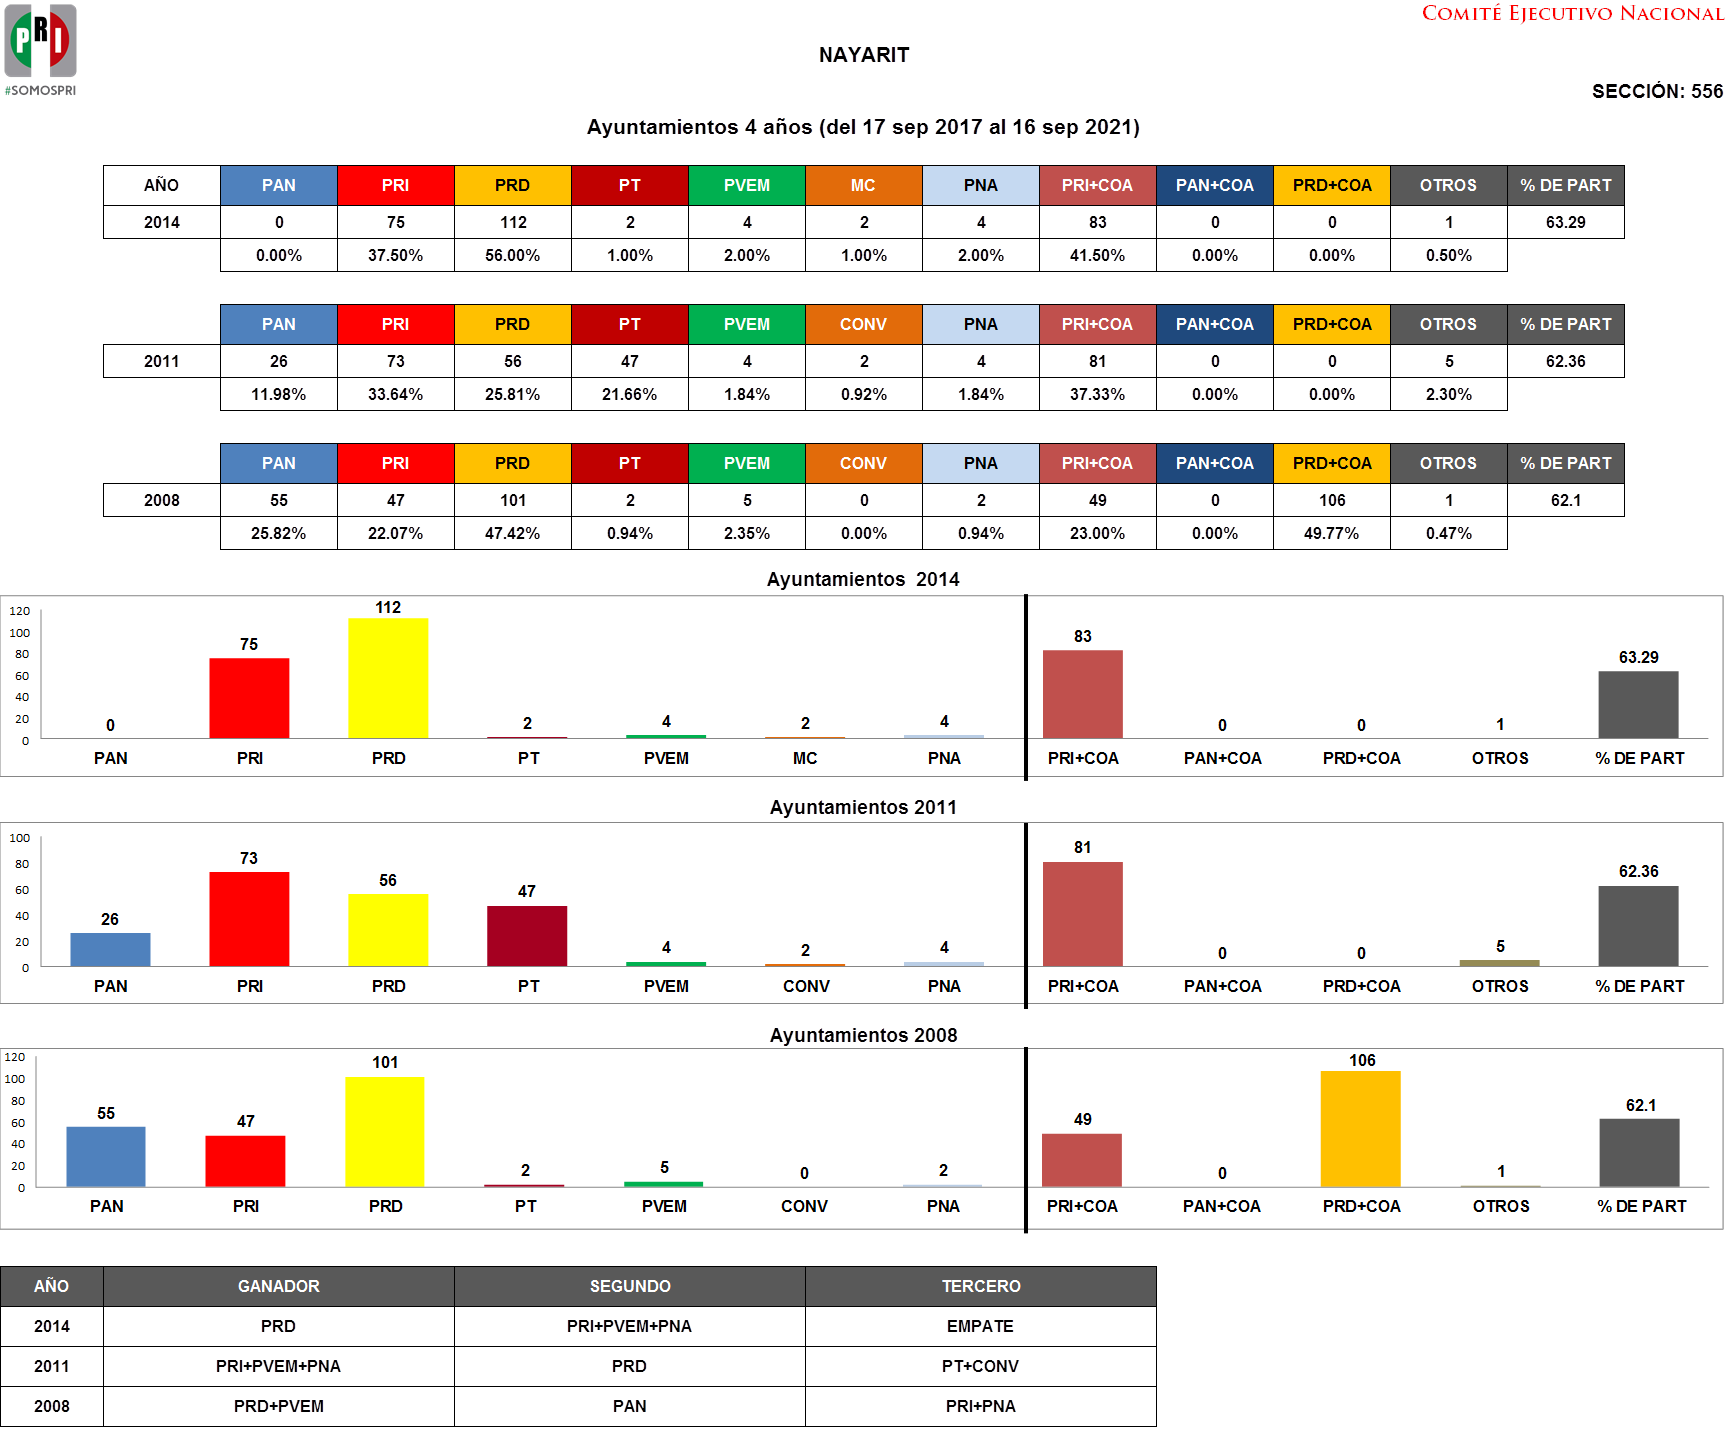 COMITÉ EJECUTIVO NACIONAL
PRI
#SOMOSPRI
NAYARIT
SECCIÓN: 556
Ayuntamientos 4 años (del 17 sep 2017 al 16 sep 2021)
AÑO PAN PRI PRD PT PVEM MC PNA PRI+COA PAN+COA PRD+COA OTROS % DE PART
2014 0 75 112 2 4 2 4 83 0 0 1 63.29
0.00% 37.50% 56.00% 1.00% 2.00% 1.00% 2.00% 41.50% 0.00% 0.00% 0.50%
PAN PRI PRD PT PVEM CONV PNA PRI+COA PAN+COA PRD+COA OTROS % DE PART
2011 26 73 56 47 4 2 4 81 0 0 5 62.36
11.98% 33.64% 25.81% 21.66% 1.84% 0.92% 1.84% 37.33% 0.00% 0.00% 2.30%
PAN PRI PRD PT PVEM CONV PNA PRI+COA PAN+COA PRD+COA OTROS % DE PART
2008 55 47 101 2 5 0 2 49 0 106 1 62.1
25.82% 22.07% 47.42% 0.94% 2.35% 0.00% 0.94% 23.00% 0.00% 49.77% 0.47%
Ayuntamientos 2014
120
100
80
60
40
20
0
0 75 112 2 4 2 4 83 0 0 1 63.29
PAN PRI PRD PT PVEM MC PNA PRI+COA PAN+COA PRD+COA OTROS % DE PART
Ayuntamientos 2011
100
80
60
40
20
0
26 73 56 47 4 2 4 81 0 0 5 62.36
PAN PRI PRD PT PVEM CONV PNA PRI+COA PAN+COA PRD+COA OTROS % DE PART
Ayuntamientos 2008
120
100
80
60
40
20
0
55 47 101 2 5 0 2 49 0 106 1 62.1
PAN PRI PRD PT PVEM CONV PNA PRI+COA PAN+COA PRD+COA OTROS % DE PART
AÑO GANADOR SEGUNDO TERCERO
2014 PRD PRI+PVEM+PNA EMPATE
2011 PRI+PVEM+PNA PRD PT+CONV
2008 PRD+PVEM PAN PRI+PNA